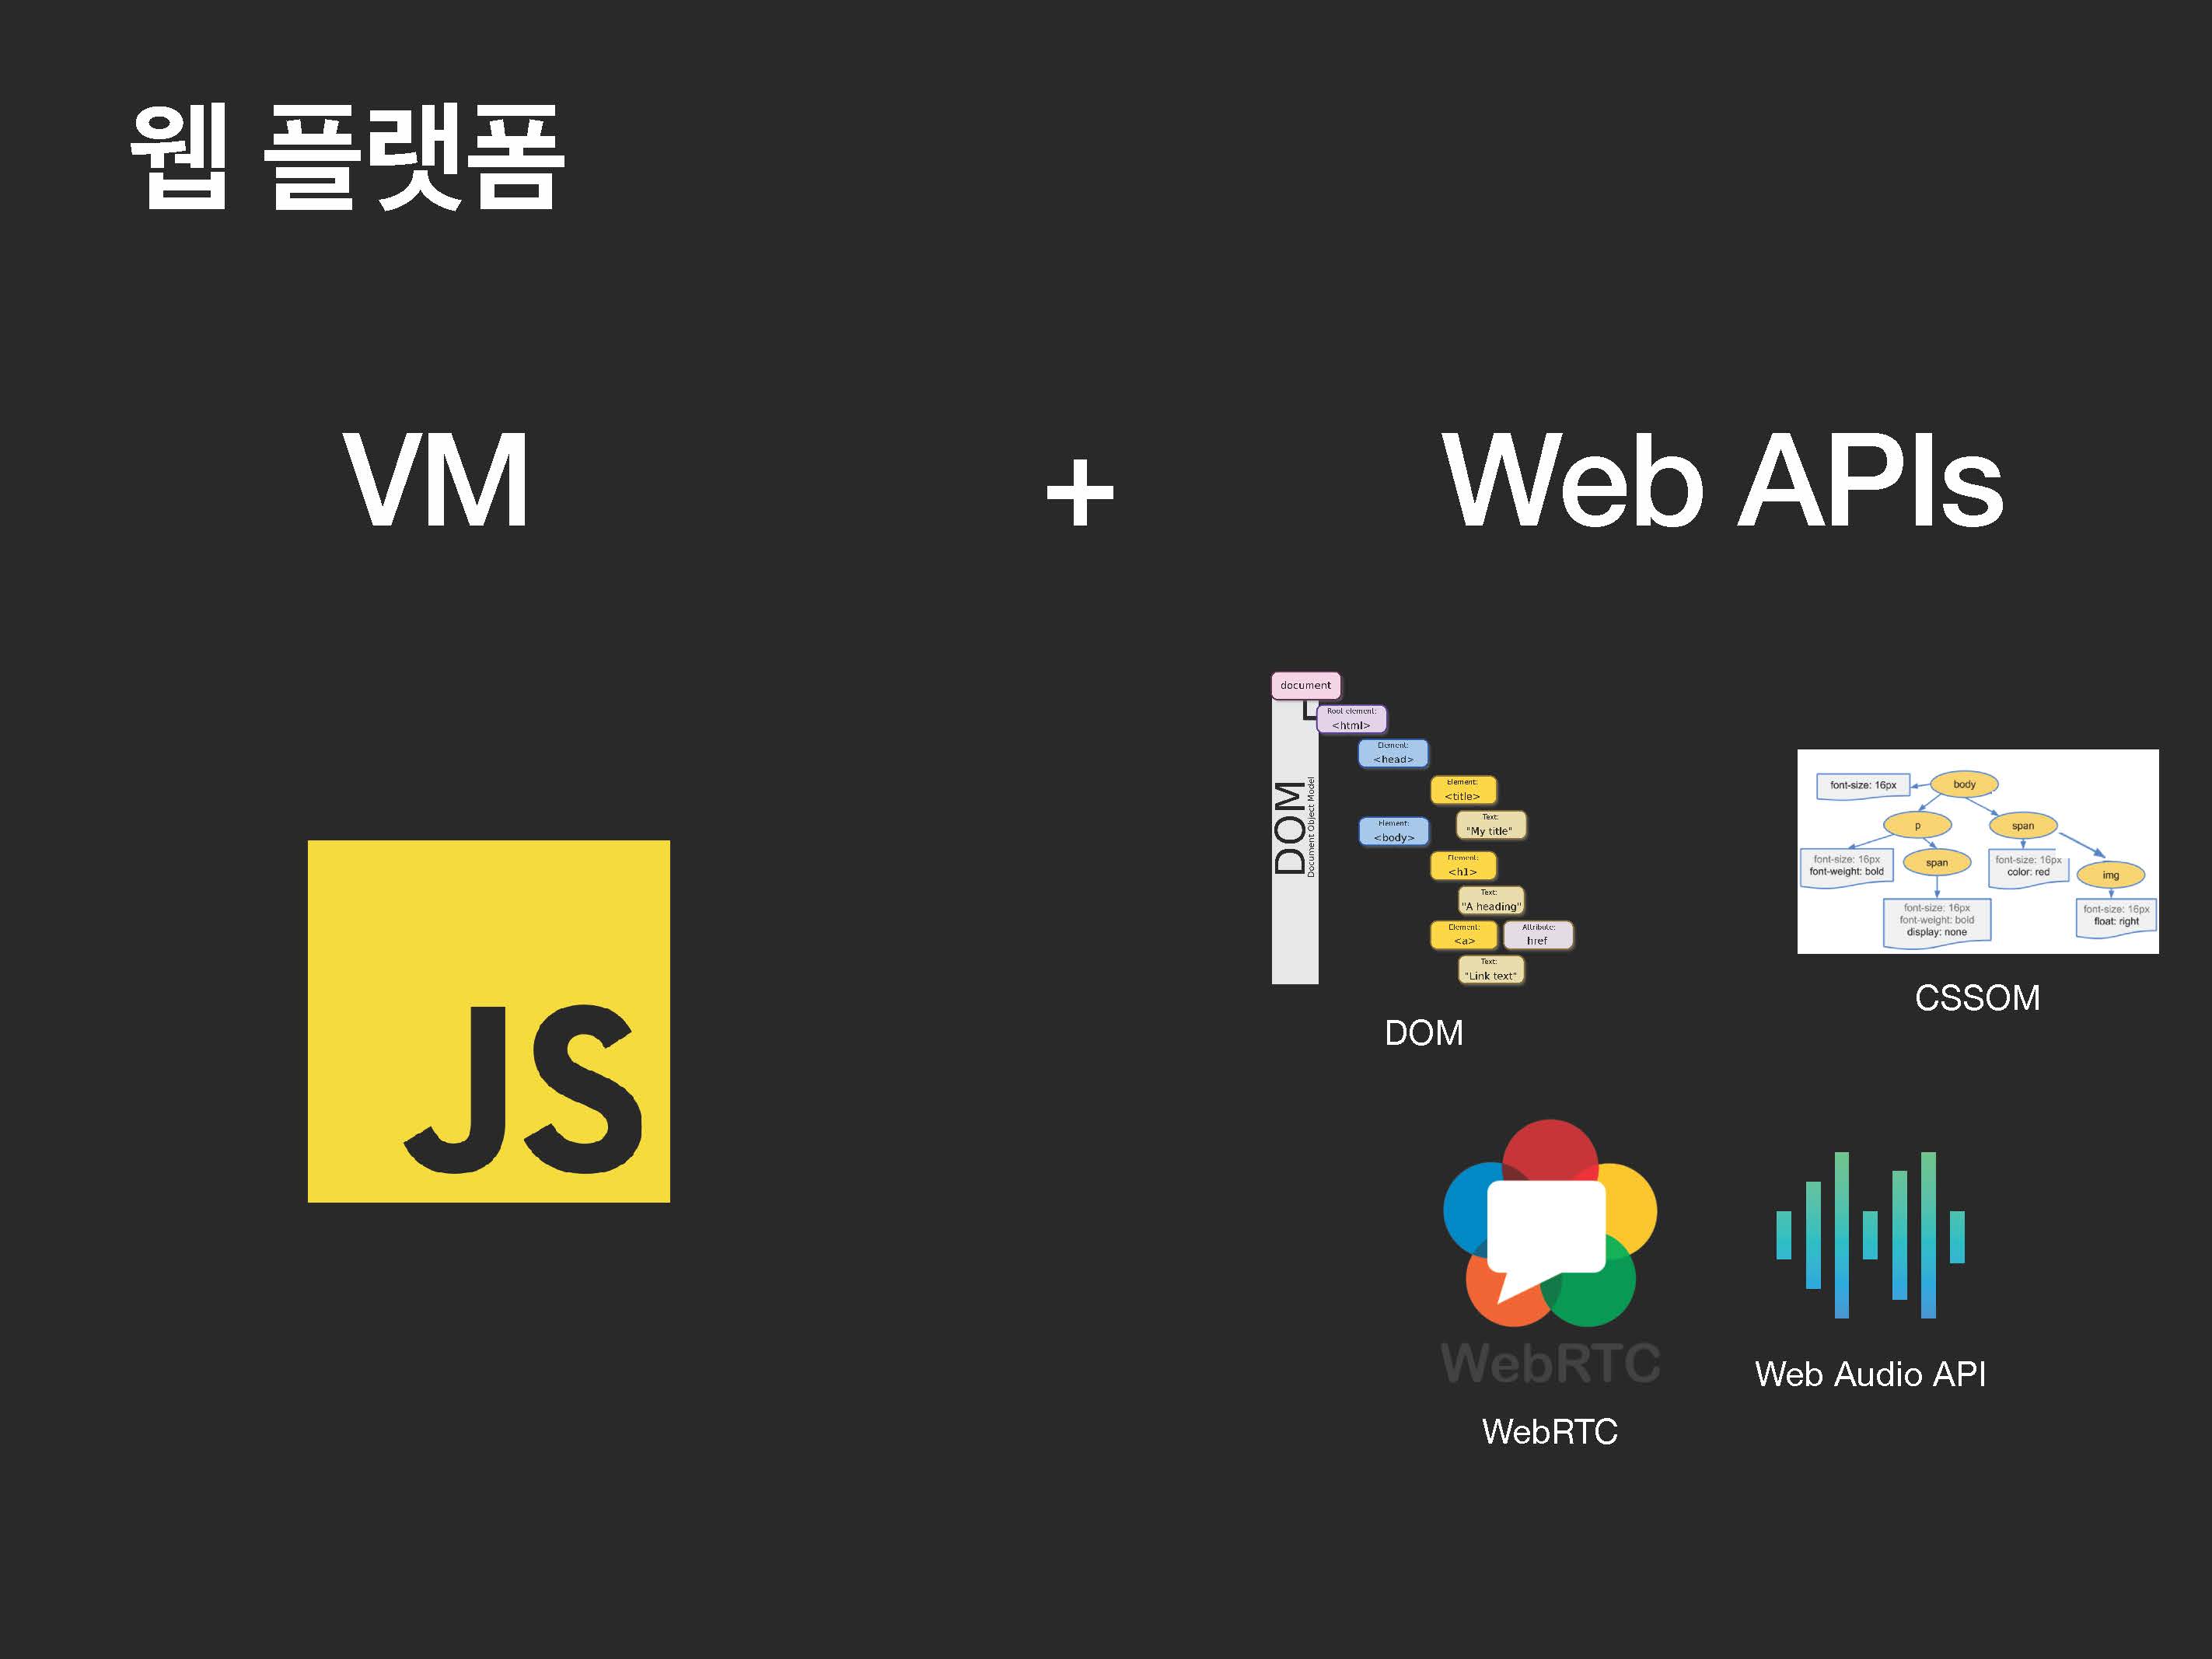 웹 플랫폼
VM + Web APIs
JS
document
Root element:
<html>
Element:
<head>
Element:
<title>
Text:
"My title"
Element:
<body>
Element:
<h1>
Text:
"A heading"
Element:
<a>
Attribute:
href
Text:
"Link text"
DOM
Document Object Model
DOM
body
font-size: 16px
p
span
font-size: 16px
font-weight: bold
span
font-size: 16px
color: red
img
font-size: 16px
font-weight: bold
display: none
font-size: 16px
float: right
CSSOM
WebRTC
WebRTC
Web Audio API